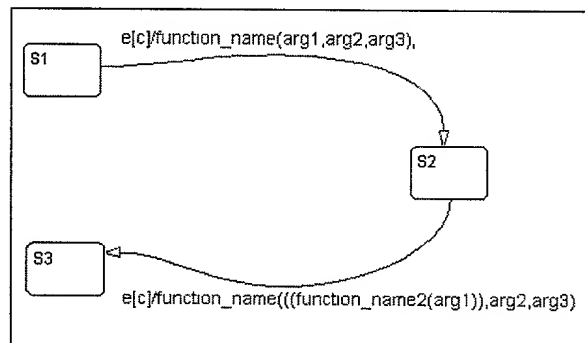 e[c]/function_name(arg1,arg2,arg3),
S1
S2
S3
e[c]/function_name(((function_name2(arg1)),arg2,arg3)